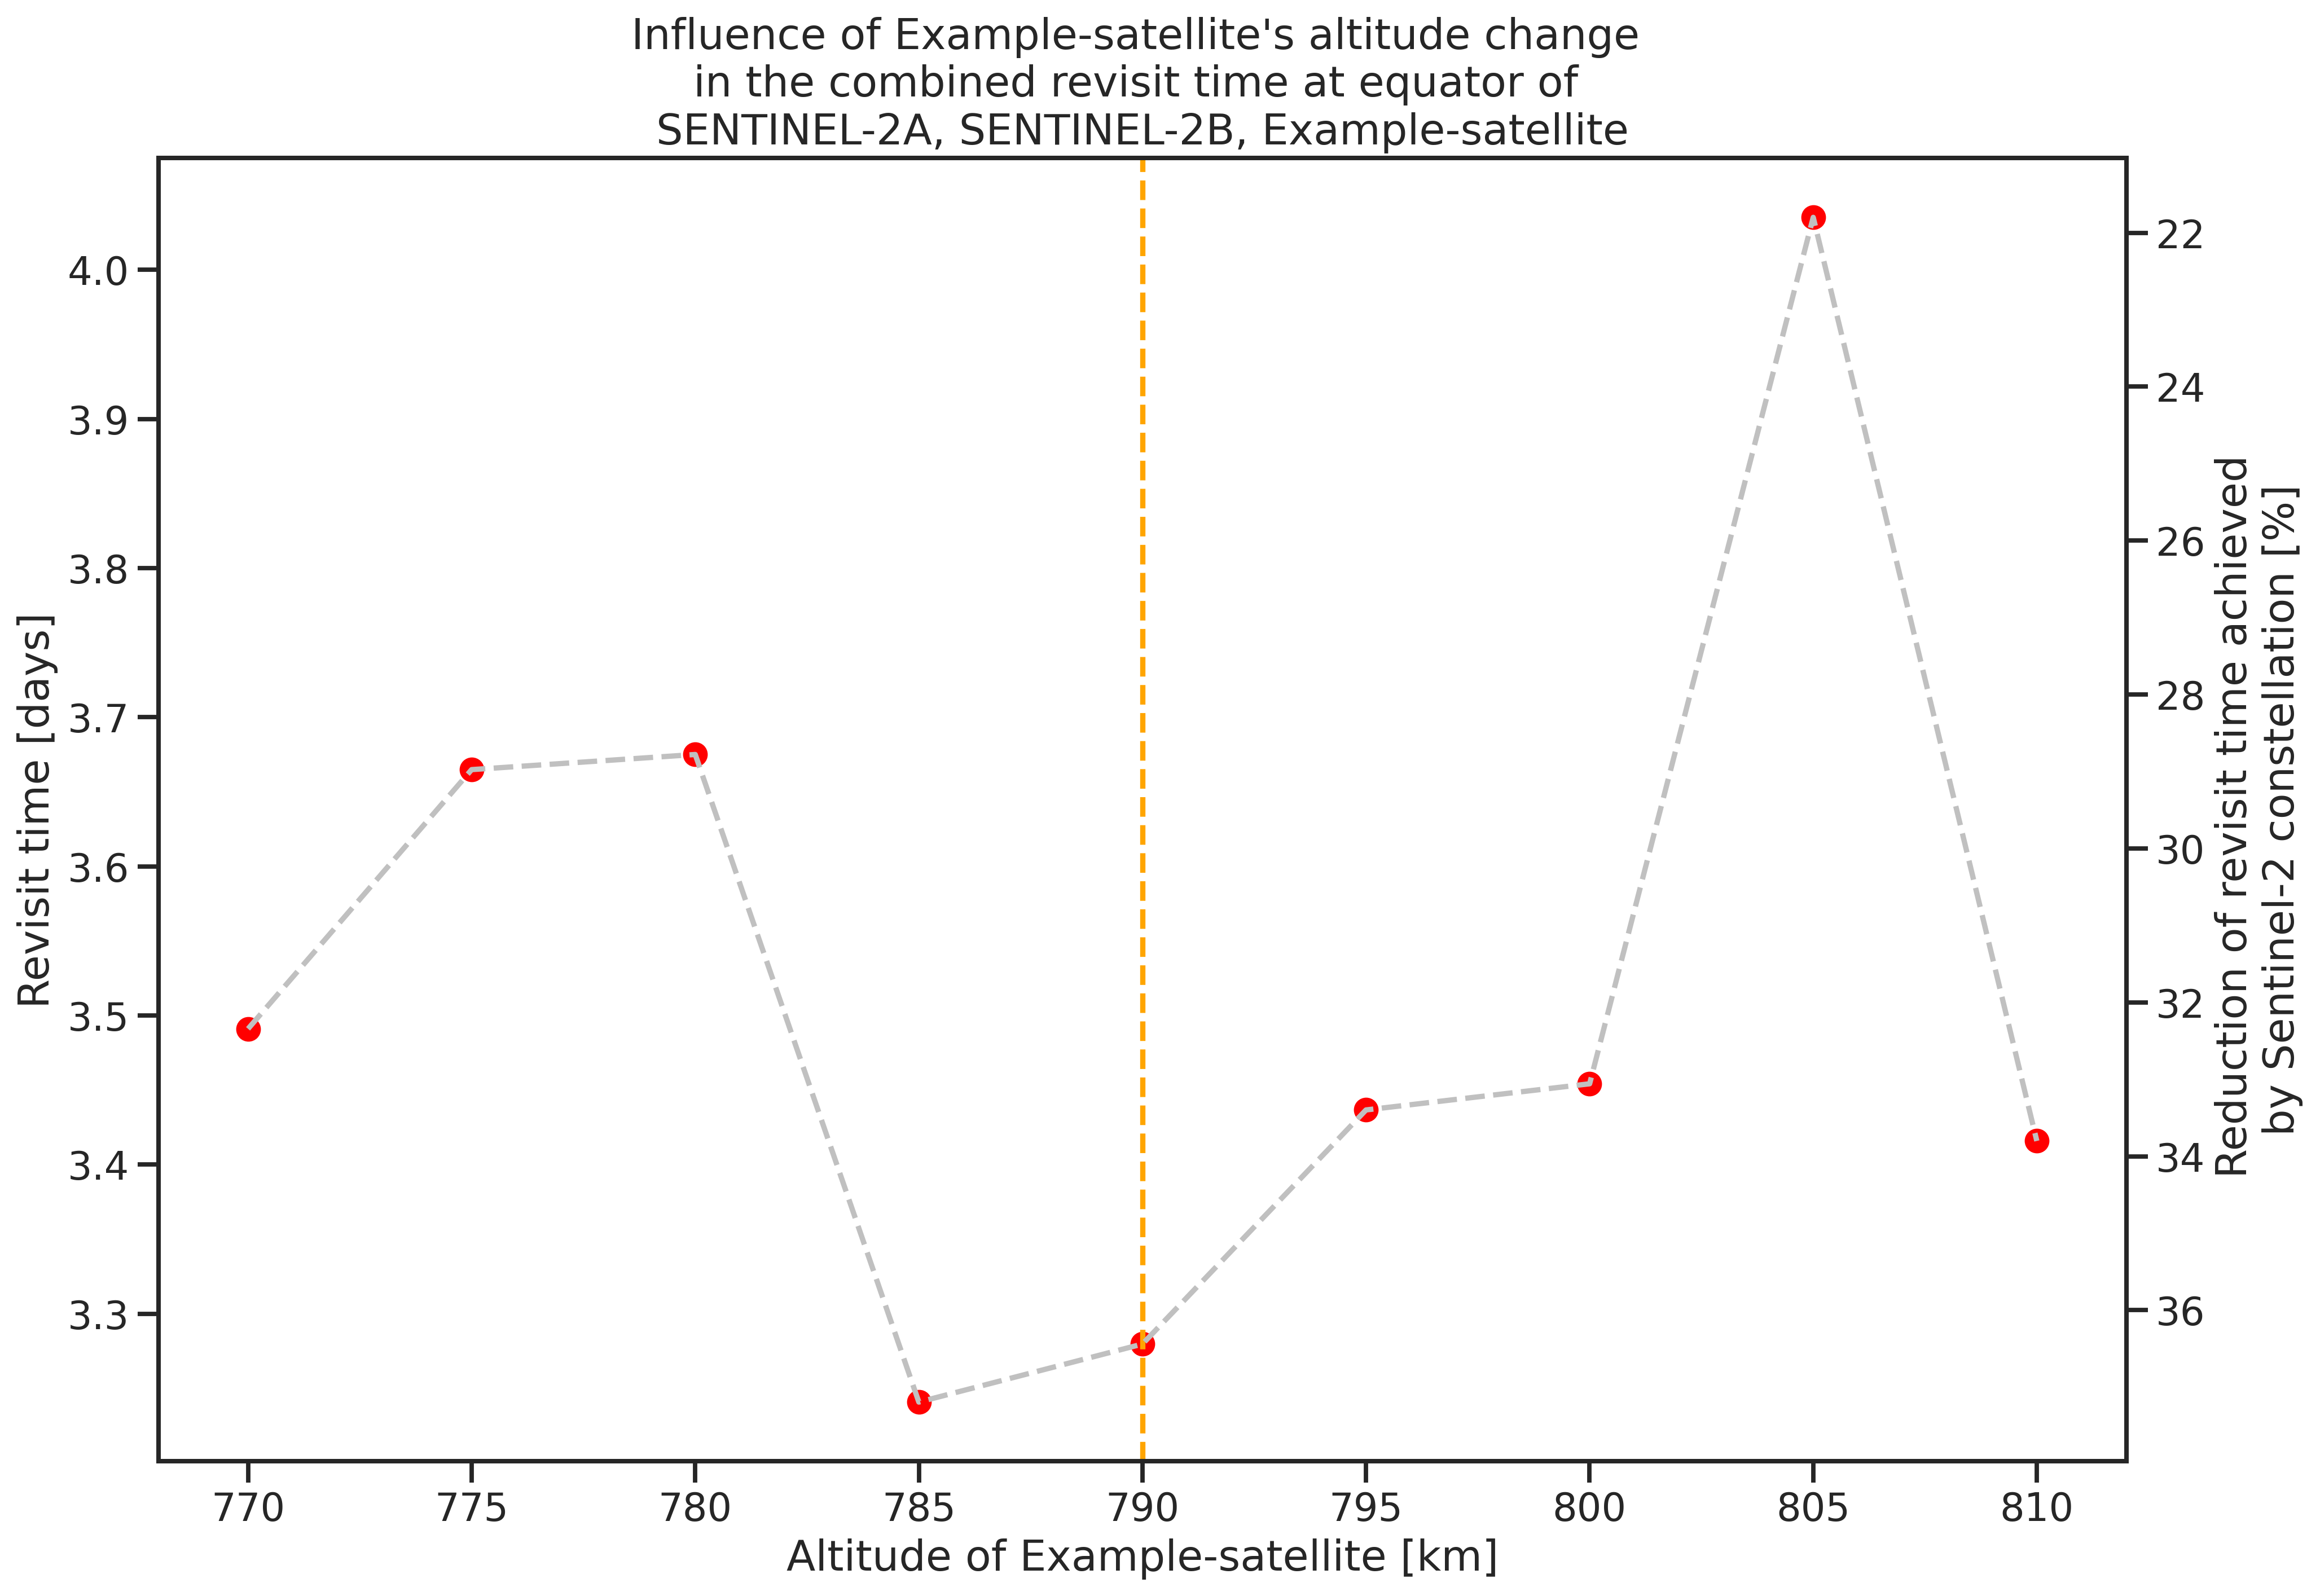 Influence of Example-satellite's altitude change
in the combined revisit time at equator of
SENTINEL-2A, SENTINEL-2B, Example-satellite
Revisit time [days]
4.0
3.9
3.8
3.7
3.6
3.5
3.4
3.3
22
24
26
28
30
32
34
36
Reduction of revisit time achieved
by Sentinel-2 constellation [%]
770 775 780 785 790 795 800 805 810
Altitude of Example-satellite [km]